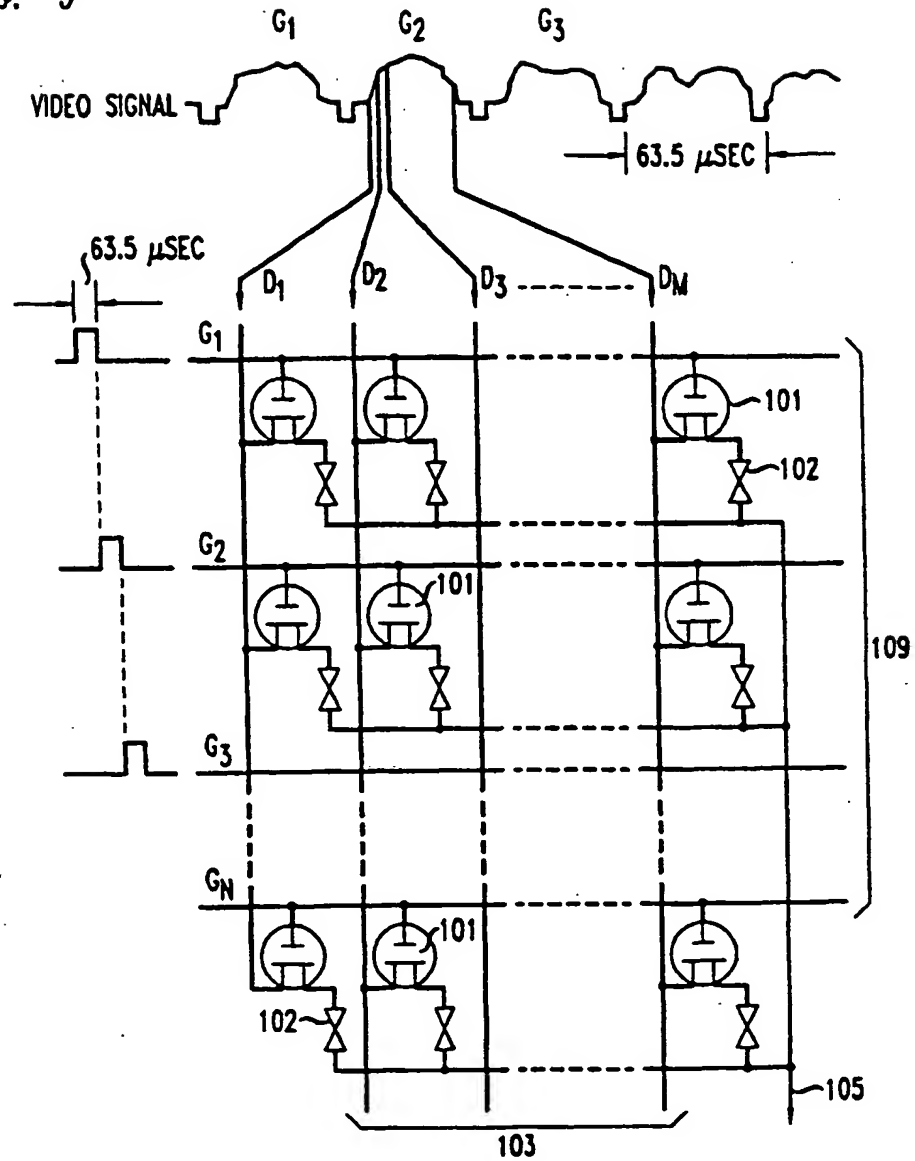 G1 G2 G3
VIDEO SIGNAL
63.5 μSEC
63.5 μSEC
D1 D2 D3 DM
G1
101
102
G2
101
109
G3
GN
101
102
105
103